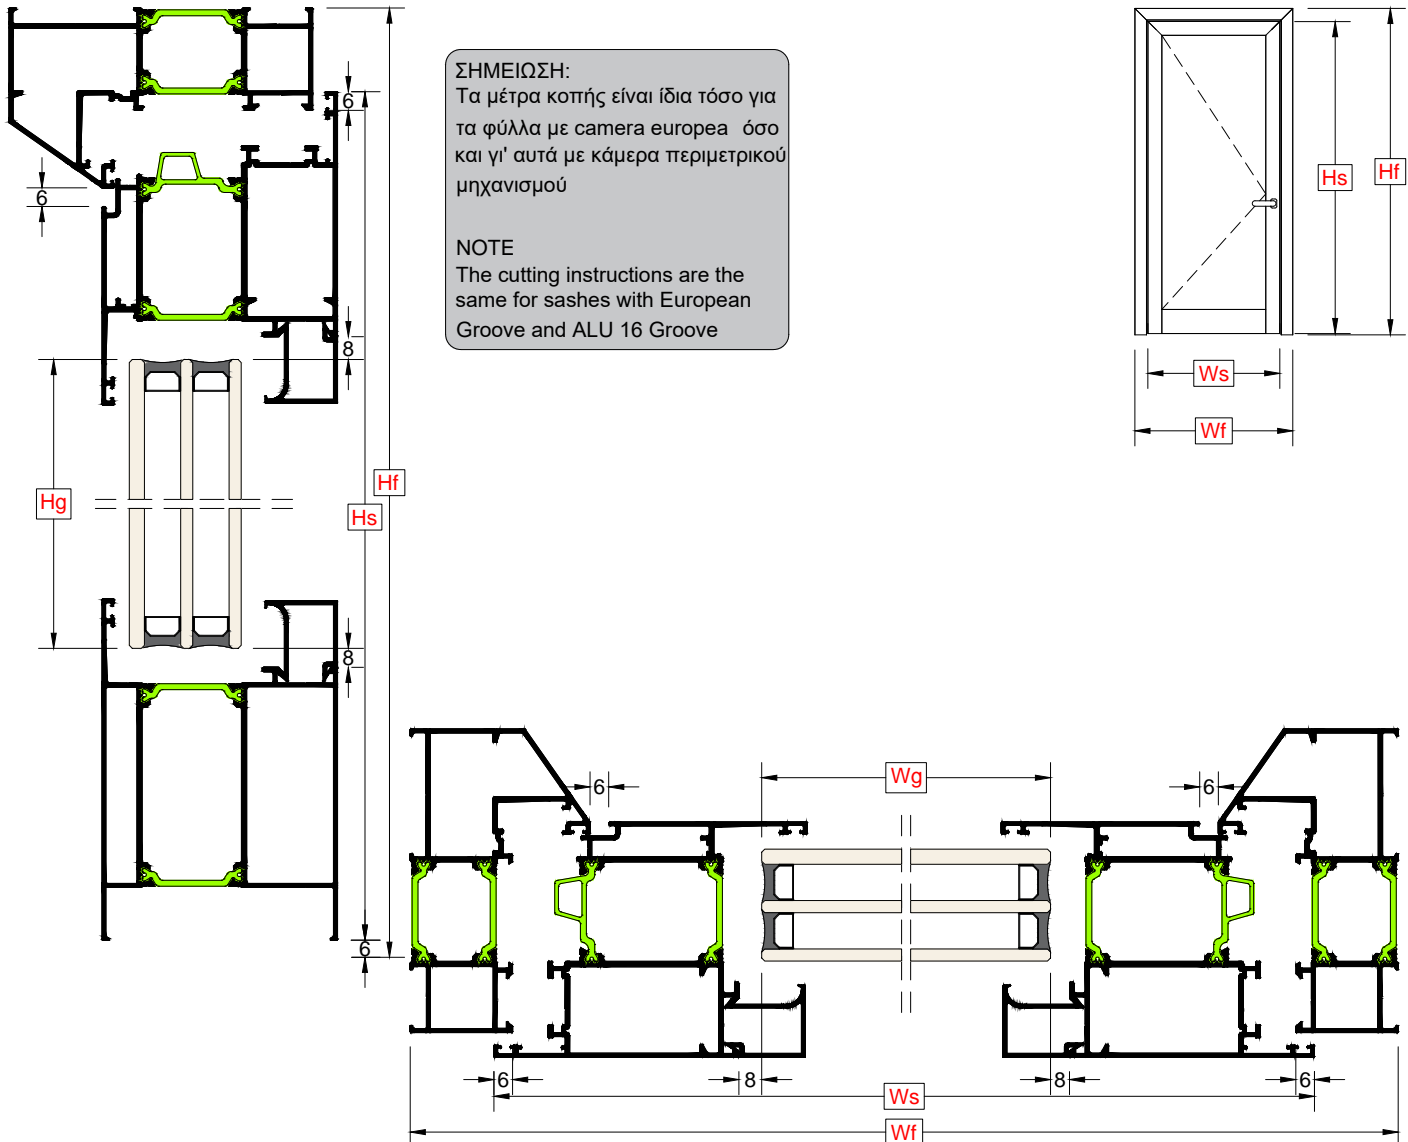 ΣΗΜΕΙΩΣΗ:
Τα μέτρα κοπής είναι ίδια τόσο για
τα φύλλα με camera europea όσο
και γι' αυτά με κάμερα περιμετρικού
μηχανισμού
NOTE
The cutting instructions are the
same for sashes with European
Groove and ALU 16 Groove
6
6
8
Hg
Hf
Hs
8
6
Hs
Hf
Ws
Wf
6
Wg
6
6
8
8
6
Ws
Wf